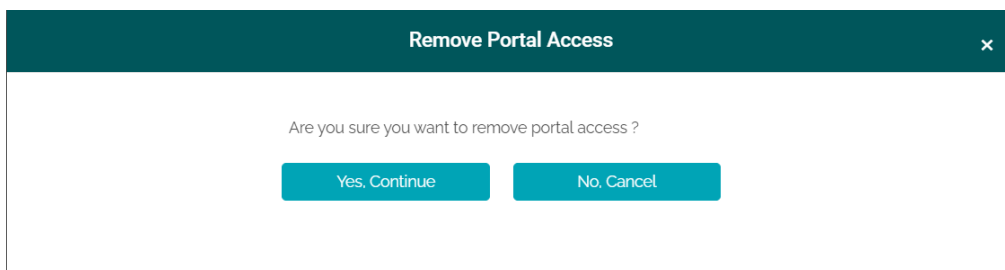 Remove Portal Access
×
Are you sure you want to remove portal access ?
Yes, Continue
No, Cancel